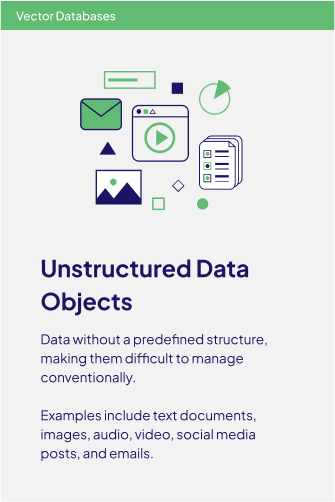 Vector Databases
Unstructured Data
Objects
Data without a predefined structure,
making them difficult to manage
conventionally.
Examples include text documents,
images, audio, video, social media
posts, and emails.